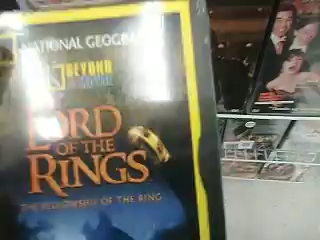 NATIONAL GEOGRA
BEYOND
LORD
OF THE
RINGS
THE FELLOWSHIP OF THE RING